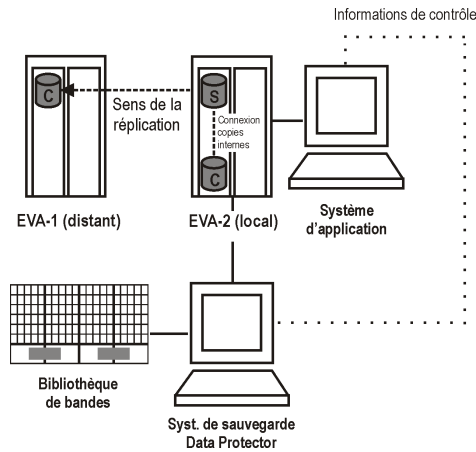 Informations de contrôle
C
S
Sens de la
réplication
Connexion
copies
internes
C
EVA-1 (distant)
EVA-2 (local)
Système
d'application
Bibliothèque
de bandes
Syst. de sauvegarde
Data Protector